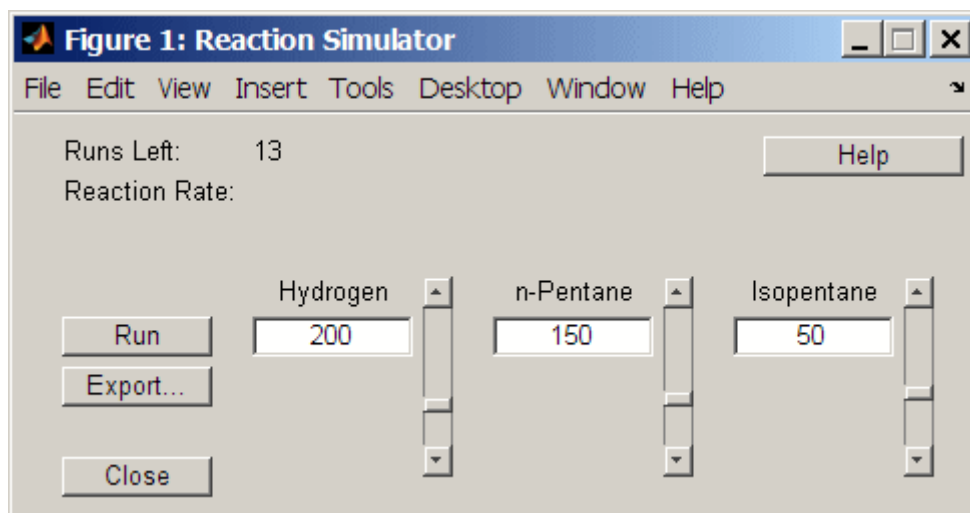 Figure 1: Reaction Simulator
File Edit View Insert Tools Desktop Window Help
Runs Left: 13
Help
Reaction Rate:
Hydrogen n-Pentane Isopentane
Run 200 150 50
Export...
Close